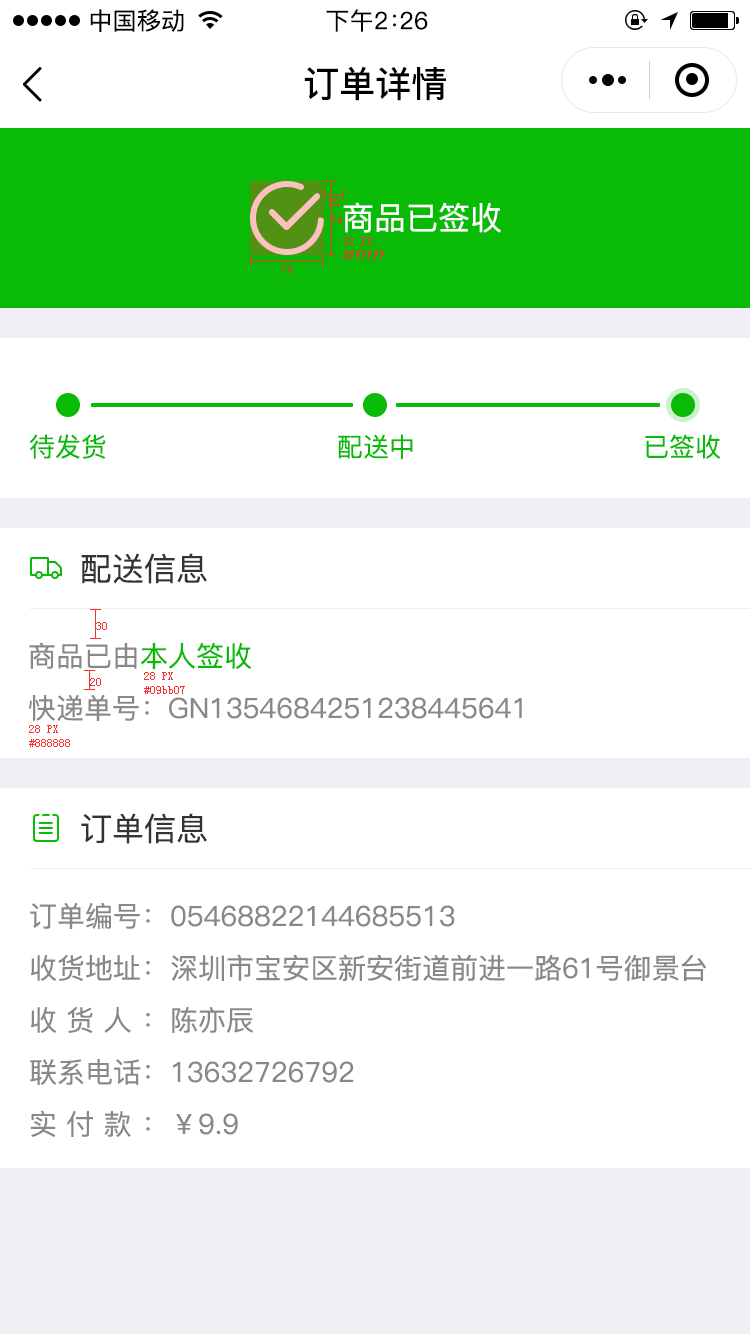 中国移动 下午2:26
订单详情
商品已签收
32 PX
#FFFFFF
待发货 配送中 已签收
配送信息
30
商品已由本人签收
20
28 PX
#09bb07
快递单号：GN1354684251238445641
28 PX
#888888
订单信息
订单编号：05468822144685513
收货地址：深圳市宝安区新安街道前进一路61号御景台
收 货 人 ：陈亦辰
联系电话：13632726792
实 付 款 ：￥9.9